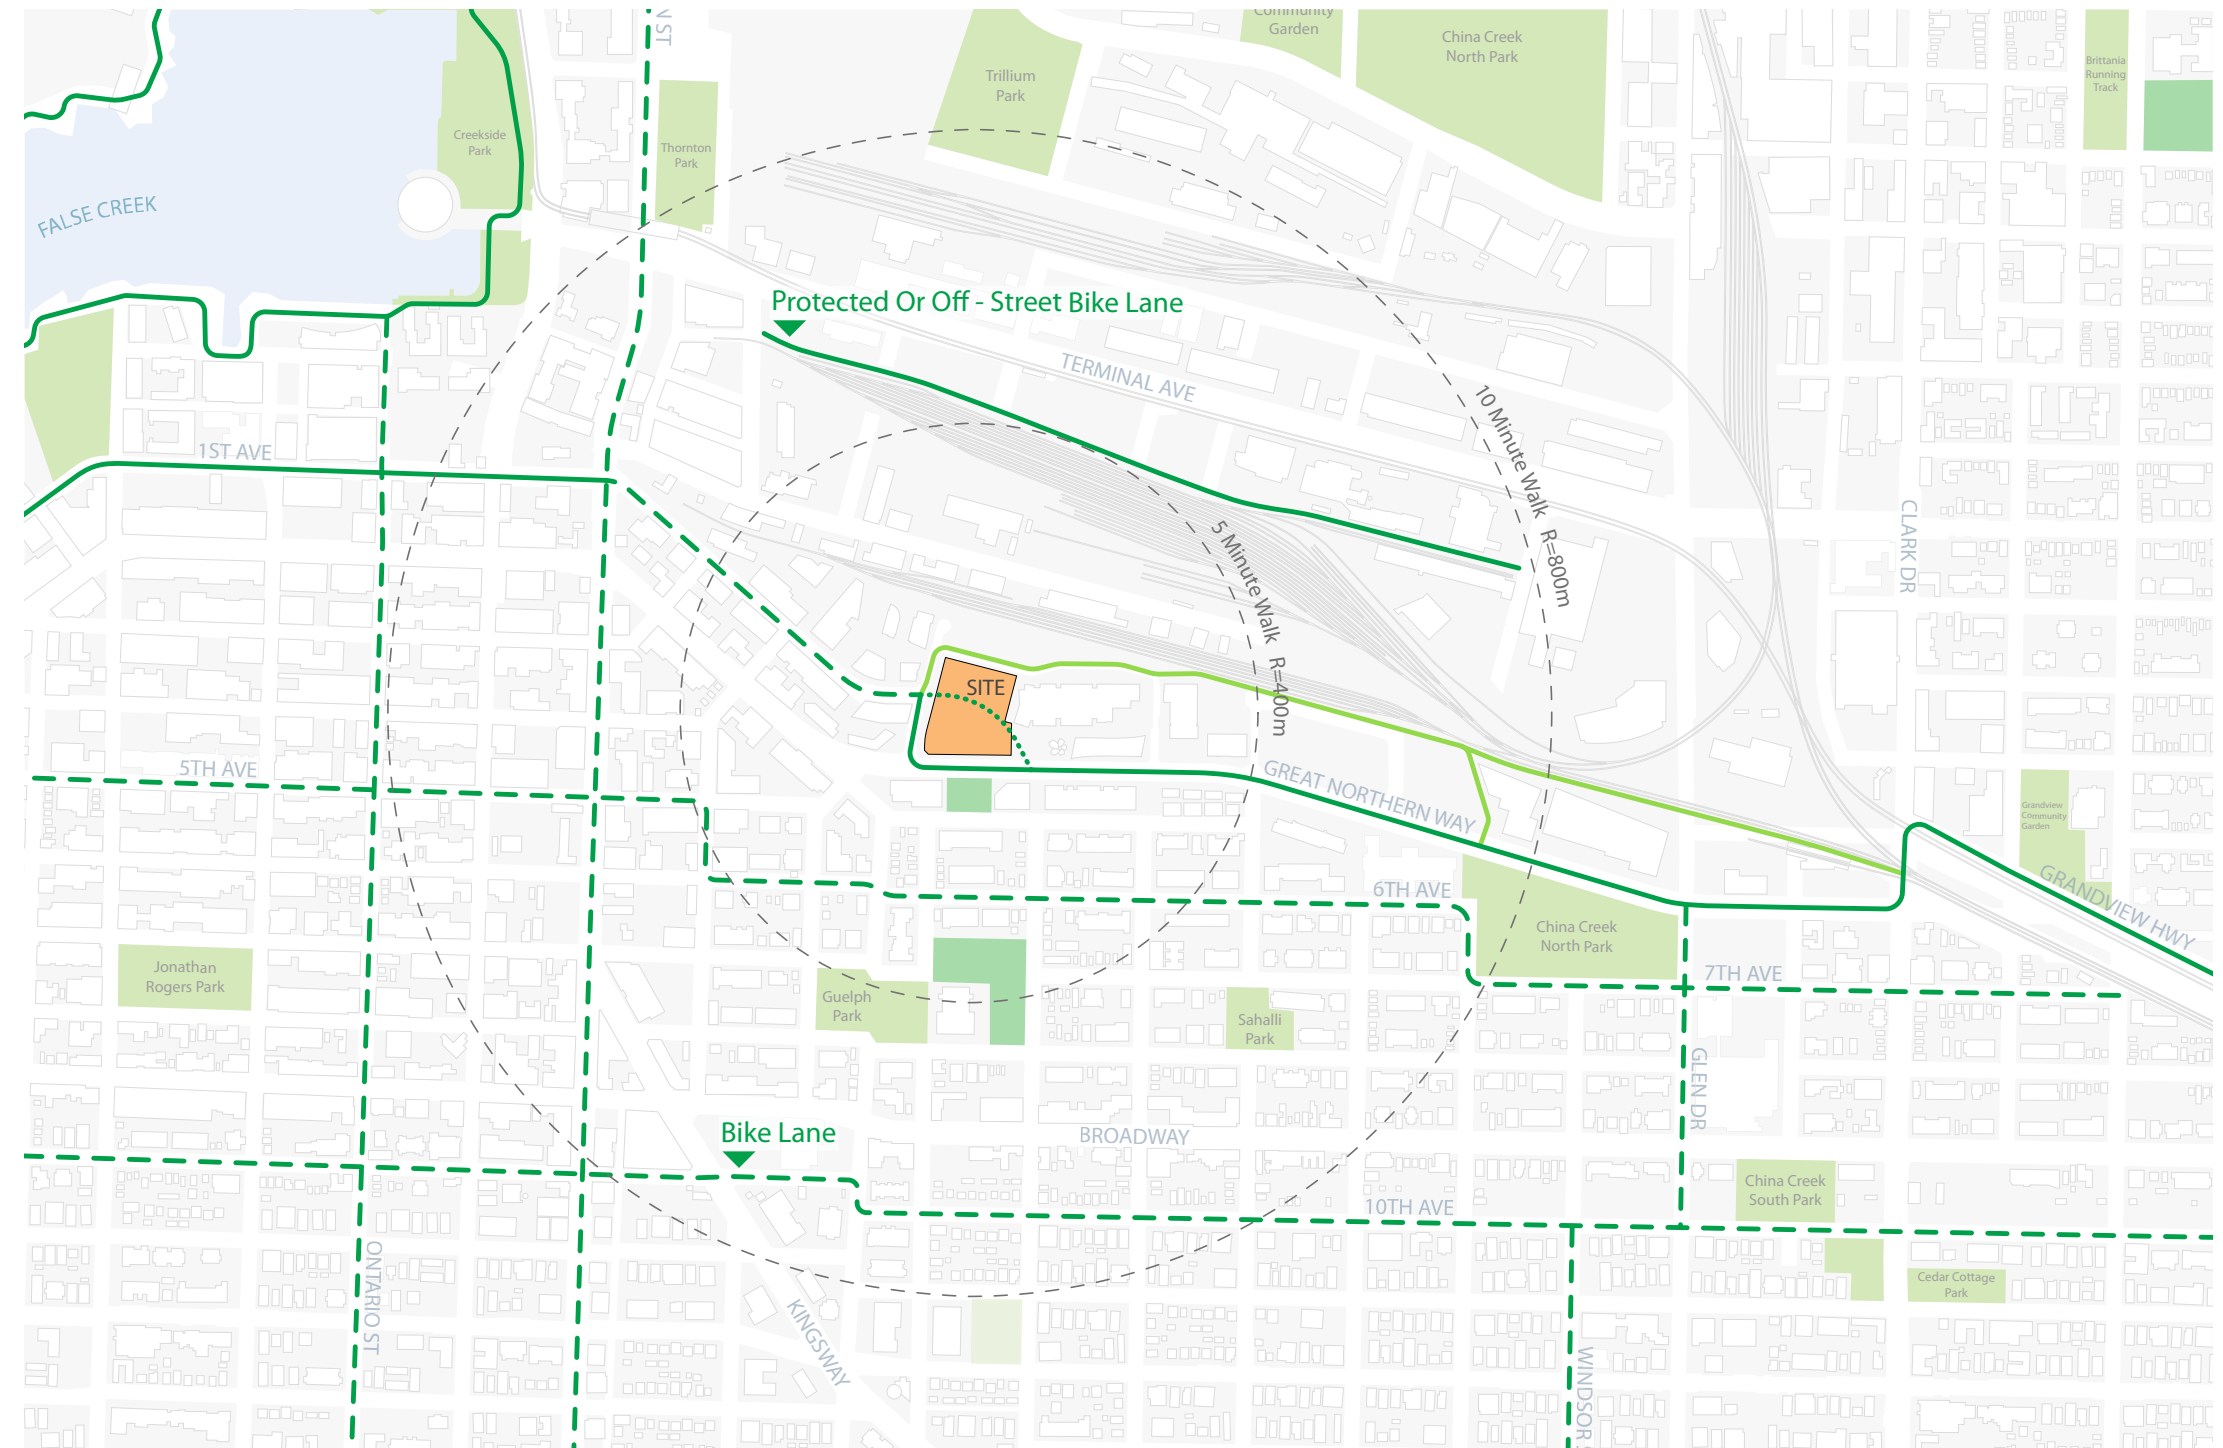 N ST
Community
Garden
China Creek
North Park
Trillium
Park
Brittania
Running
Track
Creekside
Park
Thornton
Park
FALSE CREEK
Protected Or Off - Street Bike Lane
TERMINAL AVE
10 Minute Walk R=800m
1ST AVE
5 Minute Walk R=400m
CLARK DR
SITE
5TH AVE
GREAT NORTHERN WAY
Grandview
Community
Garden
GRANDVIEW HWY
6TH AVE
China Creek
North Park
7TH AVE
Jonathan
Rogers Park
Guelph
Park
Sahalli
Park
GLEN DR
Bike Lane
BROADWAY
China Creek
South Park
10TH AVE
ONTARIO ST
Cedar Cottage
Park
KINGSWAY
WINDSOR